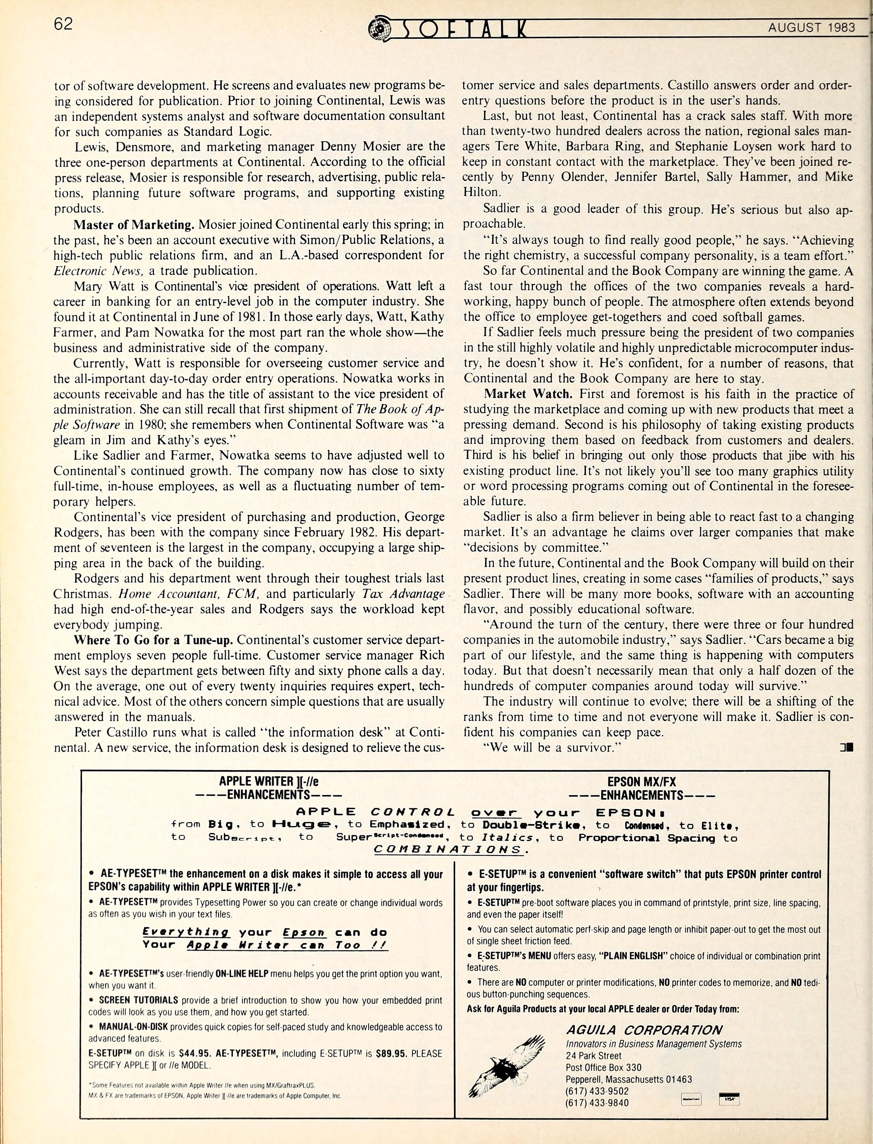 62
SOFTALK
AUGUST 1983
tor of software development. He screens and evaluates new programs be-
ing considered for publication. Prior to joining Continental, Lewis was
an independent systems analyst and software documentation consultant
for such companies as Standard Logic.
Lewis, Densmore, and marketing manager Denny Mosier are the
three one-person departments at Continental. According to the official
press release, Mosier is responsible for research, advertising, public rela-
tions, planning future software programs, and supporting existing
products.
Master of Marketing. Mosier joined Continental early this spring; in
the past, he's been an account executive with Simon/Public Relations, a
high-tech public relations firm, and an L.A.-based correspondent for
Electronic News, a trade publication.
Mary Watt is Continental's vice president of operations. Watt left a
career in banking for an entry-level job in the computer industry. She
found it at Continental in June of 1981. In those early days, Watt, Kathy
Farmer, and Pam Nowatka for the most part ran the whole show—the
business and administrative side of the company.
Currently, Watt is responsible for overseeing customer service and
the all-important day-to-day order entry operations. Nowatka works in
accounts receivable and has the title of assistant to the vice president of
administration. She can still recall that first shipment of The Book of Ap-
ple Software in 1980; she remembers when Continental Software was "a
gleam in Jim and Kathy's eyes."
Like Sadlier and Farmer, Nowatka seems to have adjusted well to
Continental's continued growth. The company now has close to sixty
full-time, in-house employees, as well as a fluctuating number of tem-
porary helpers.
Continental's vice president of purchasing and production, George
Rodgers, has been with the company since February 1982. His depart-
ment of seventeen is the largest in the company, occupying a large ship-
ping area in the back of the building.
Rodgers and his department went through their toughest trials last
Christmas. Home Accountant, FCM, and particularly Tax Advantage
had high end-of-the-year sales and Rodgers says the workload kept
everybody jumping.
Where To Go for a Tune-up. Continental's customer service depart-
ment employs seven people full-time. Customer service manager Rich
West says the department gets between fifty and sixty phone calls a day.
On the average, one out of every twenty inquiries requires expert, tech-
nical advice. Most of the others concern simple questions that are usually
answered in the manuals.
Peter Castillo runs what is called "the information desk" at Conti-
nental. A new service, the information desk is designed to relieve the cus-
tomer service and sales departments. Castillo answers order and order-
entry questions before the product is in the user's hands.
Last, but not least, Continental has a crack sales staff. With more
than twenty-two hundred dealers across the nation, regional sales man-
agers Tere White, Barbara Ring, and Stephanie Loysen work hard to
keep in constant contact with the marketplace. They've been joined re-
cently by Penny Olender, Jennifer Bartel, Sally Hammer, and Mike
Hilton.
Sadlier is a good leader of this group. He's serious but also ap-
proachable.
"It's always tough to find really good people," he says. "Achieving
the right chemistry, a successful company personality, is a team effort."
So far Continental and the Book Company are winning the game. A
fast tour through the offices of the two companies reveals a hard-
working, happy bunch of people. The atmosphere often extends beyond
the office to employee get-togethers and coed softball games.
If Sadlier feels much pressure being the president of two companies
in the still highly volatile and highly unpredictable microcomputer indus-
try, he doesn't show it. He's confident, for a number of reasons, that
Continental and the Book Company are here to stay.
Market Watch. First and foremost is his faith in the practice of
studying the marketplace and coming up with new products that meet a
pressing demand. Second is his philosophy of taking existing products
and improving them based on feedback from customers and dealers.
Third is his belief in bringing out only those products that jibe with his
existing product line. It's not likely you'll see too many graphics utility
or word processing programs coming out of Continental in the foresee-
able future.
Sadlier is also a firm believer in being able to react fast to a changing
market. It's an advantage he claims over larger companies that make
"decisions by committee."
In the future, Continental and the Book Company will build on their
present product lines, creating in some cases "families of products," says
Sadlier. There will be many more books, software with an accounting
flavor, and possibly educational software.
"Around the turn of the century, there were three or four hundred
companies in the automobile industry," says Sadlier. "Cars became a big
part of our lifestyle, and the same thing is happening with computers
today. But that doesn't necessarily mean that only a half dozen of the
hundreds of computer companies around today will survive."
The industry will continue to evolve; there will be a shifting of the
ranks from time to time and not everyone will make it. Sadlier is con-
fident his companies can keep pace.
"We will be a survivor."
APPLE WRITER ][-//e
---ENHANCEMENTS---
EPSON MX/FX
---ENHANCEMENTS---
APPLE CONTROL over your EPSON:
from Big, to Huge, to Emphasized, to Double-Strike, to Condensed, to Elite,
to Subscript, to SuperScript-Condensed, to Italics, to Proportional Spacing to
COMBINATIONS.
• AE-TYPESET™ the enhancement on a disk makes it simple to access all your
EPSON's capability within APPLE WRITER ][-//e.*
• AE-TYPESET™ provides Typesetting Power so you can create or change individual words
as often as you wish in your text files.
Everything your Epson can do
Your Apple Writer can Too !!
• AE-TYPESET™'s user-friendly ON-LINE HELP menu helps you get the print option you want,
when you want it.
• SCREEN TUTORIALS provide a brief introduction to show you how your embedded print
codes will look as you use them, and how you get started.
• MANUAL-ON-DISK provides quick copies for self-paced study and knowledgeable access to
advanced features.
E-SETUP™ on disk is $44.95. AE-TYPESET™, including E-SETUP™ is $89.95. PLEASE
SPECIFY APPLE ][ or //e MODEL.
*Some Features not available within Apple Writer //e when using MX/GraftraxPLUS.
MX & FX are trademarks of EPSON, Apple Writer ][-//e are trademarks of Apple Computer, Inc.
• E-SETUP™ is a convenient "software switch" that puts EPSON printer control
at your fingertips.
• E-SETUP™ pre-boot software places you in command of printstyle, print size, line spacing,
and even the paper itself!
• You can select automatic perf-skip and page length or inhibit paper-out to get the most out
of single sheet friction feed.
• E-SETUP™'s MENU offers easy, "PLAIN ENGLISH" choice of individual or combination print
features.
• There are NO computer or printer modifications, NO printer codes to memorize, and NO tedi-
ous button-punching sequences.
Ask for Aguila Products at your local APPLE dealer or Order Today from:
AGUILA CORPORATION
Innovators in Business Management Systems
24 Park Street
Post Office Box 330
Pepperell, Massachusetts 01463
(617) 433-9502
(617) 433-9840
VISA